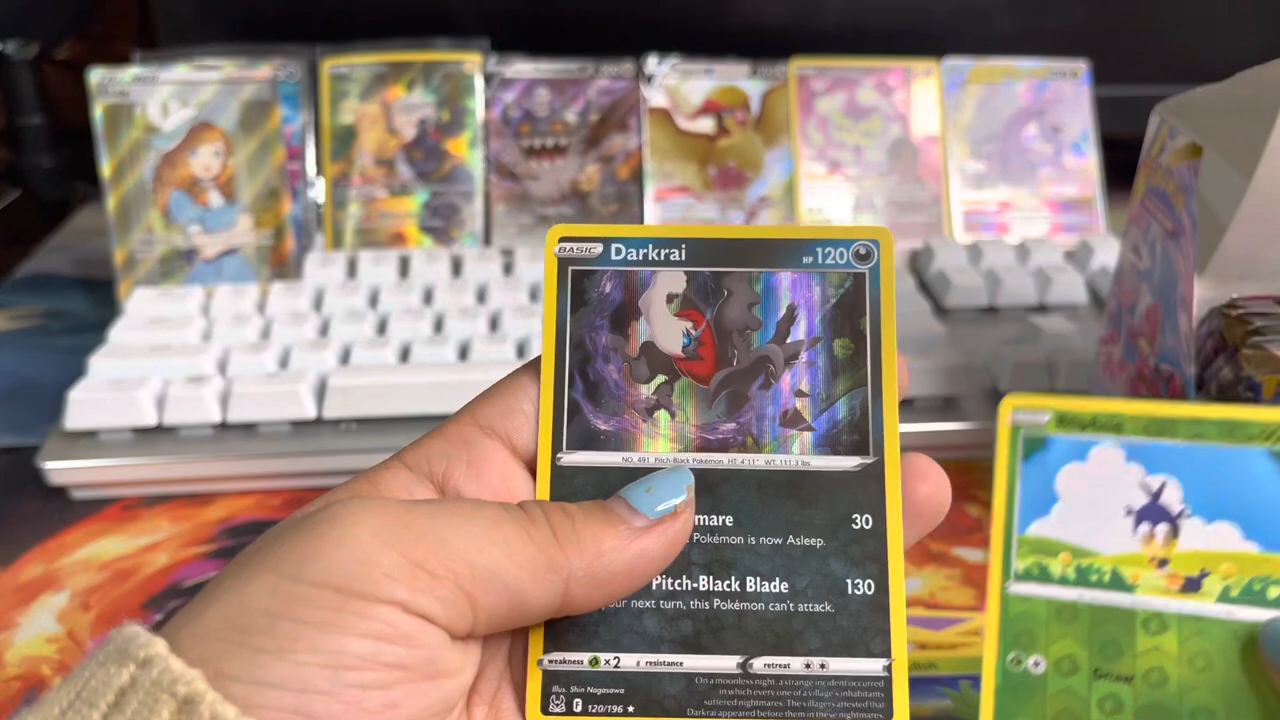 BASIC Darkrai HP 120
NO. 491 Pitch-Black Pokémon HT: 4'11" WT: 111.3 lbs.
mare 30
Pokémon is now Asleep.
Pitch-Black Blade 130
our next turn, this Pokémon can't attack.
weakness ×2 resistance retreat
On a moonless night, a strange incident occurred
in which every one of a village's inhabitants
suffered nightmares. The villagers attested that
Darkrai appeared before them in these nightmares.
Illus. Shin Nagasawa
F 120/196 ★